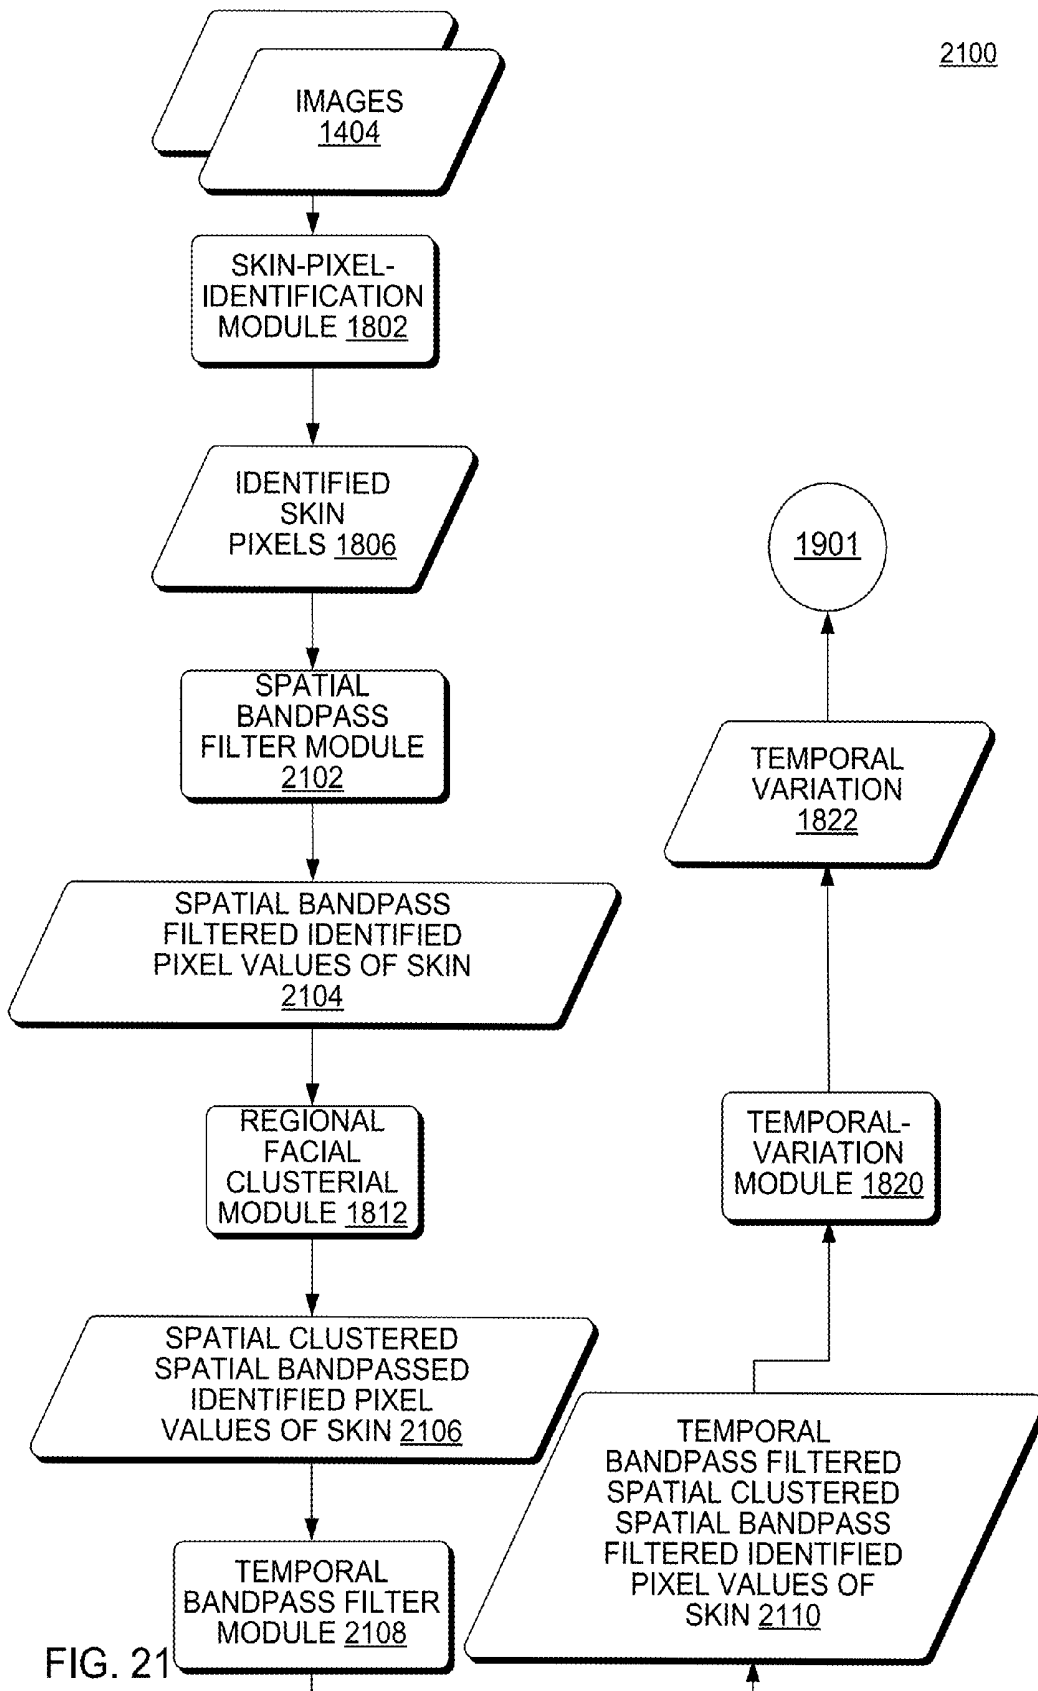 2100
IMAGES
1404
SKIN-PIXEL-
IDENTIFICATION
MODULE 1802
IDENTIFIED
SKIN
PIXELS 1806
SPATIAL
BANDPASS
FILTER MODULE
2102
SPATIAL BANDPASS
FILTERED IDENTIFIED
PIXEL VALUES OF SKIN
2104
REGIONAL
FACIAL
CLUSTERIAL
MODULE 1812
SPATIAL CLUSTERED
SPATIAL BANDPASSED
IDENTIFIED PIXEL
VALUES OF SKIN 2106
TEMPORAL
BANDPASS FILTER
MODULE 2108
TEMPORAL
BANDPASS FILTERED
SPATIAL CLUSTERED
SPATIAL BANDPASS
FILTERED IDENTIFIED
PIXEL VALUES OF
SKIN 2110
TEMPORAL-
VARIATION
MODULE 1820
TEMPORAL
VARIATION
1822
1901
FIG. 21